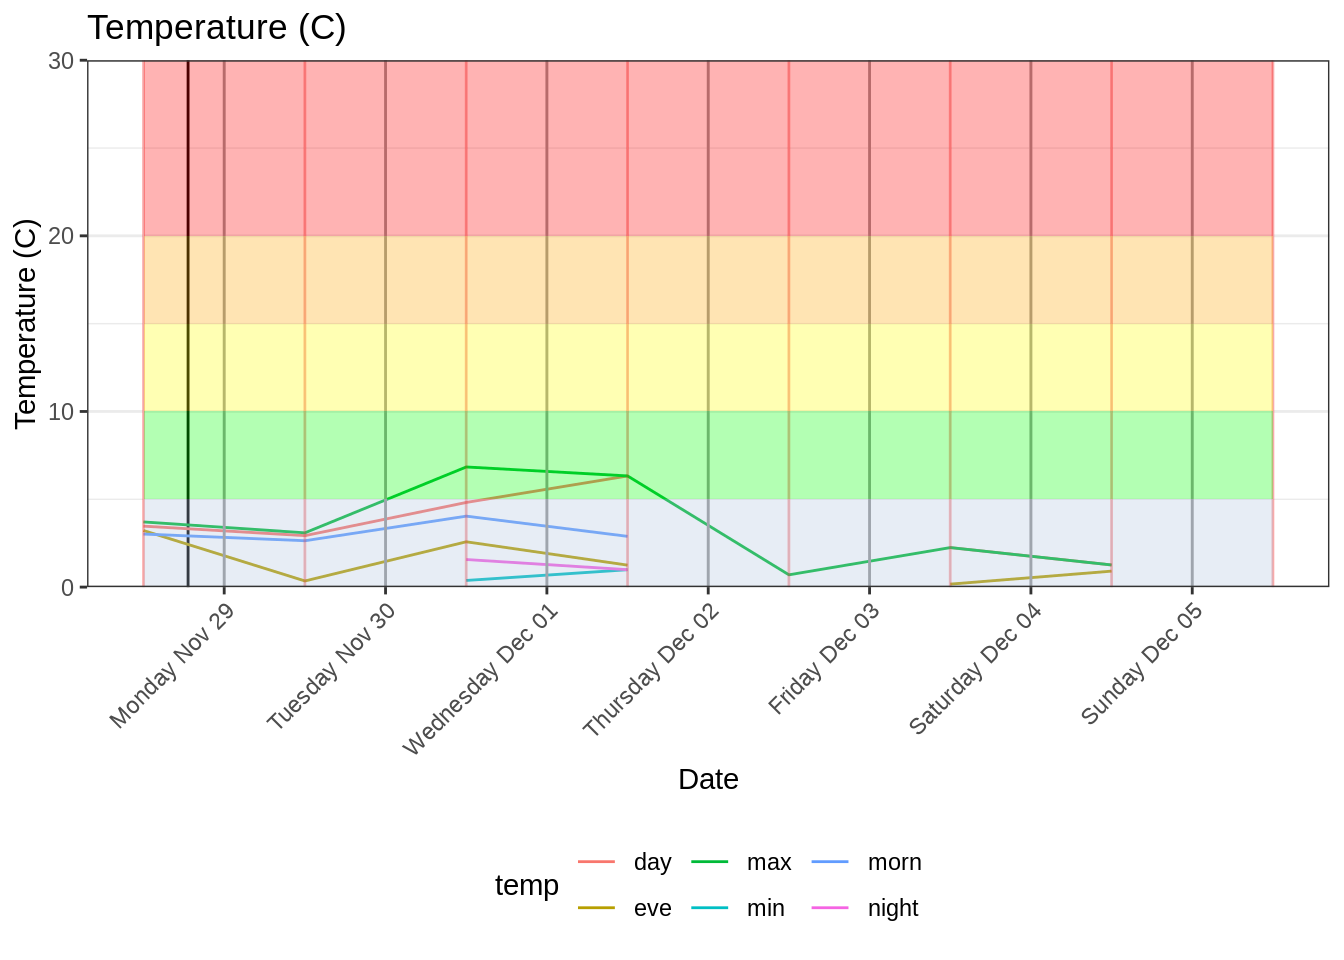 Temperature (C)
30
20
10
0
Temperature (C)
Monday Nov 29
Tuesday Nov 30
Wednesday Dec 01
Thursday Dec 02
Friday Dec 03
Saturday Dec 04
Sunday Dec 05
Date
temp
day
max
morn
eve
min
night